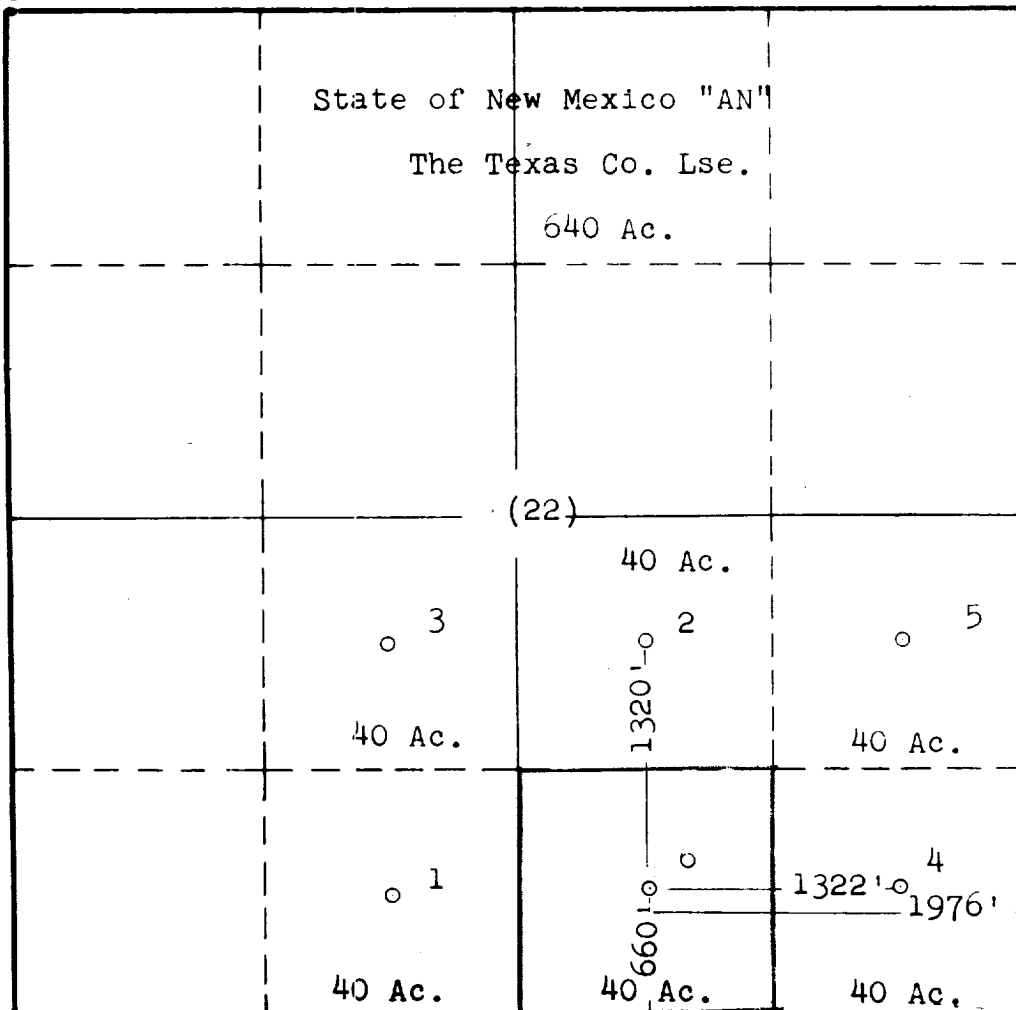 State of New Mexico "AN"
The Texas Co. Lse.
640 Ac.
(22)
40 Ac.
3
2
5
1320'
40 Ac.
40 Ac.
1
4
1322'
1976'
660'
40 Ac.
40 Ac.
40 Ac.